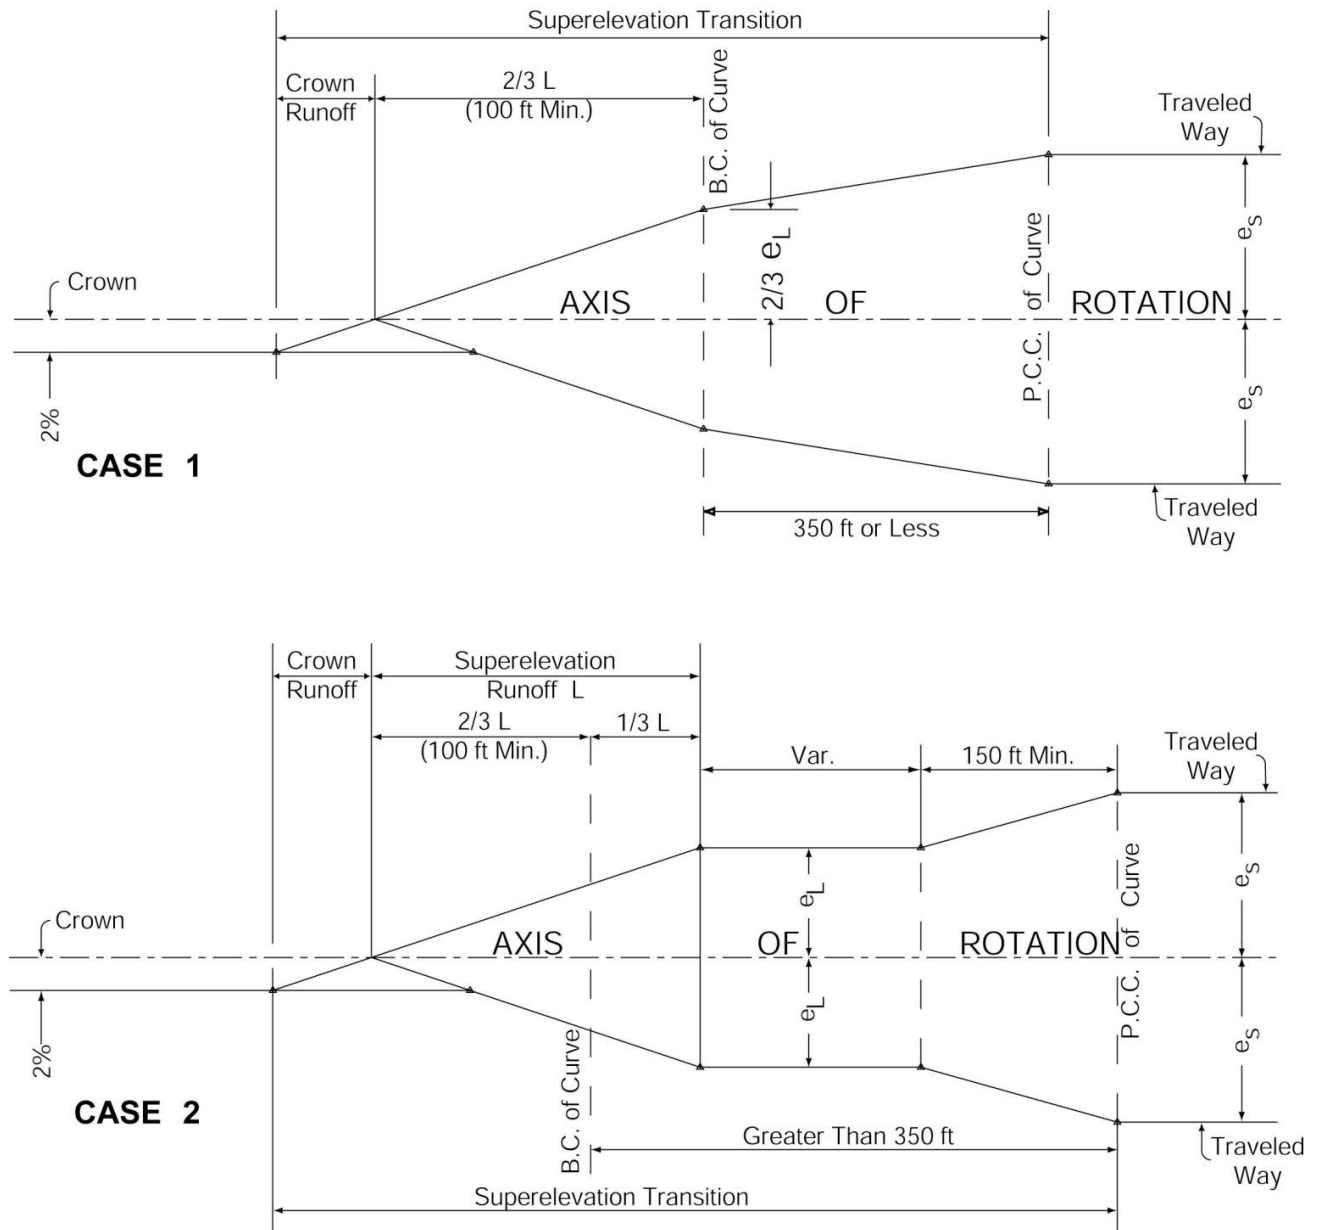 Superelevation Transition
Crown
Runoff
2/3 L
(100 ft Min.)
B.C. of Curve
Traveled
Way
2/3 eL
eS
Crown
AXIS OF ROTATION
P.C.C. of Curve
2%
eS
CASE 1
350 ft or Less
Traveled
Way
Crown
Runoff
Superelevation
Runoff L
2/3 L
(100 ft Min.)
1/3 L
Var.
150 ft Min.
Traveled
Way
eL
eS
Crown
AXIS OF ROTATION
P.C.C. of Curve
2%
eL
eS
CASE 2
B.C. of Curve
Greater Than 350 ft
Traveled
Way
Superelevation Transition